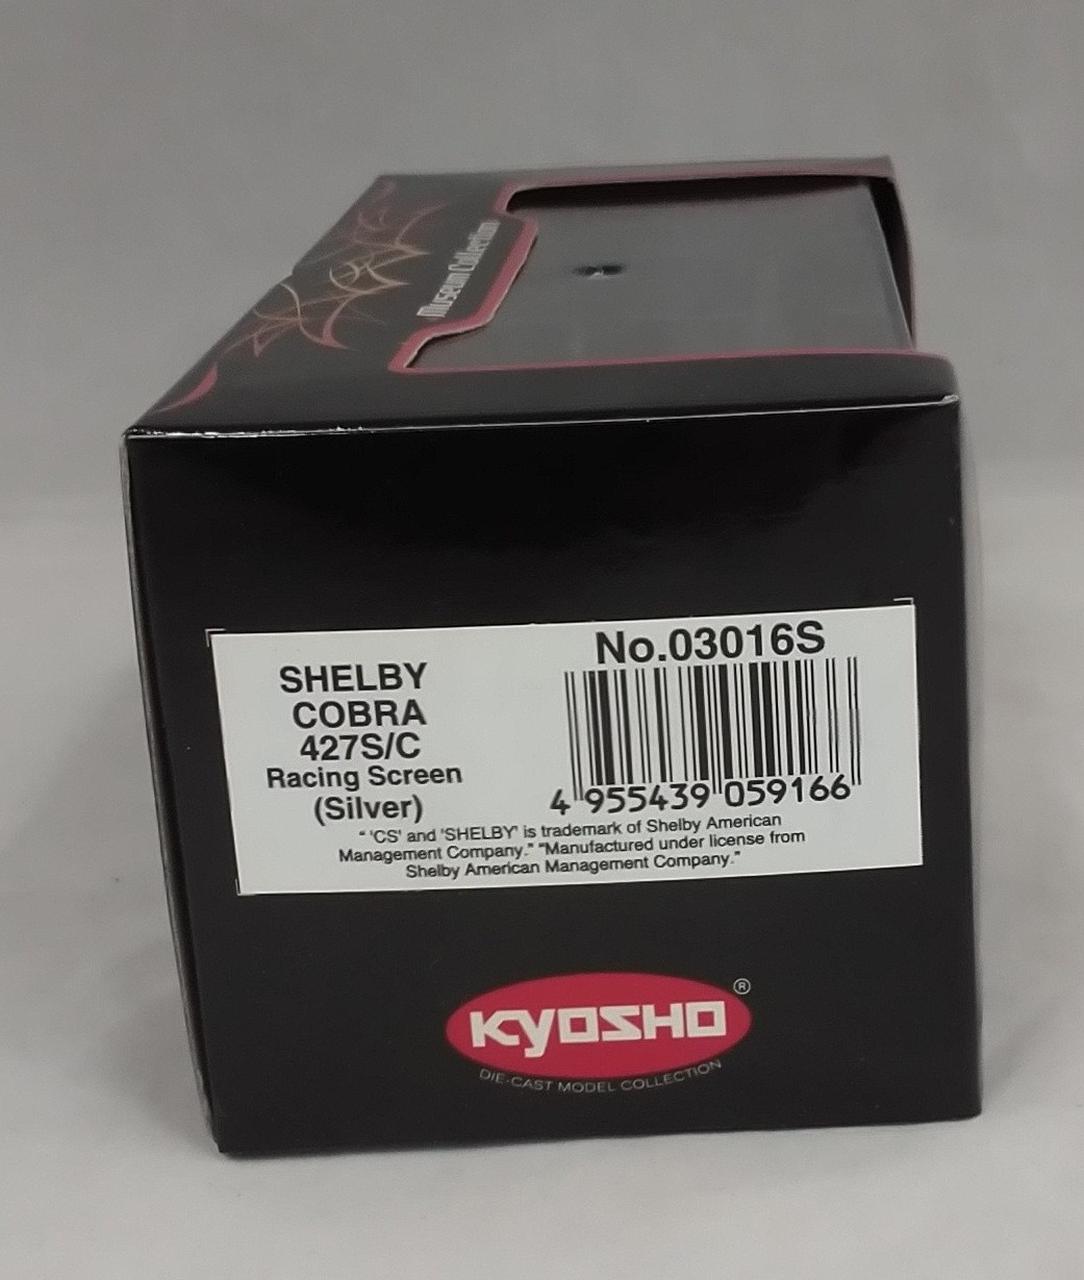 Museum Collection
No.03016S
SHELBY
COBRA
427S/C
Racing Screen
(Silver)
4 955439 059166
" 'CS' and 'SHELBY' is trademark of Shelby American
Management Company." "Manufactured under license from
Shelby American Management Company."
KYOSHO ®
DIE-CAST MODEL COLLECTION